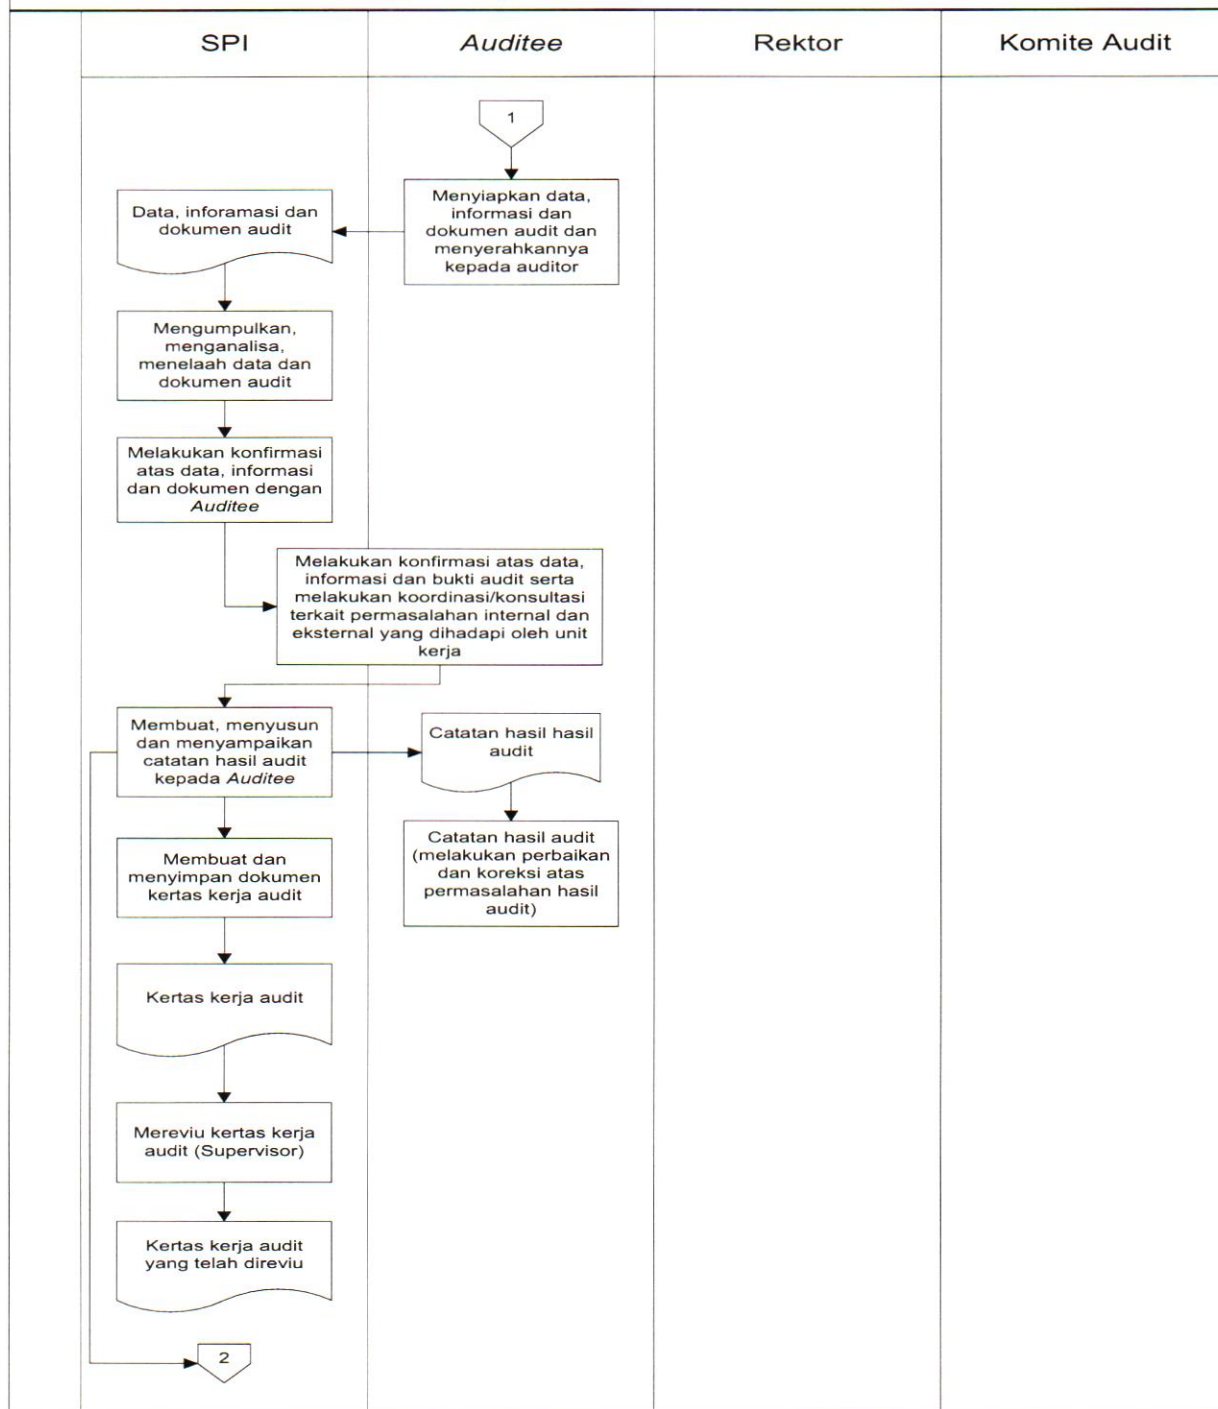 SPI
Auditee
Rektor
Komite Audit
1
Menyiapkan data,
informasi dan
dokumen audit dan
menyerahkannya
kepada auditor
Data, inforamasi dan
dokumen audit
Mengumpulkan,
menganalisa,
menelaah data dan
dokumen audit
Melakukan konfirmasi
atas data, informasi
dan dokumen dengan
Auditee
Melakukan konfirmasi atas data,
informasi dan bukti audit serta
melakukan koordinasi/konsultasi
terkait permasalahan internal dan
eksternal yang dihadapi oleh unit
kerja
Membuat, menyusun
dan menyampaikan
catatan hasil audit
kepada Auditee
Catatan hasil hasil
audit
Catatan hasil audit
(melakukan perbaikan
dan koreksi atas
permasalahan hasil
audit)
Membuat dan
menyimpan dokumen
kertas kerja audit
Kertas kerja audit
Mereviu kertas kerja
audit (Supervisor)
Kertas kerja audit
yang telah direviu
2